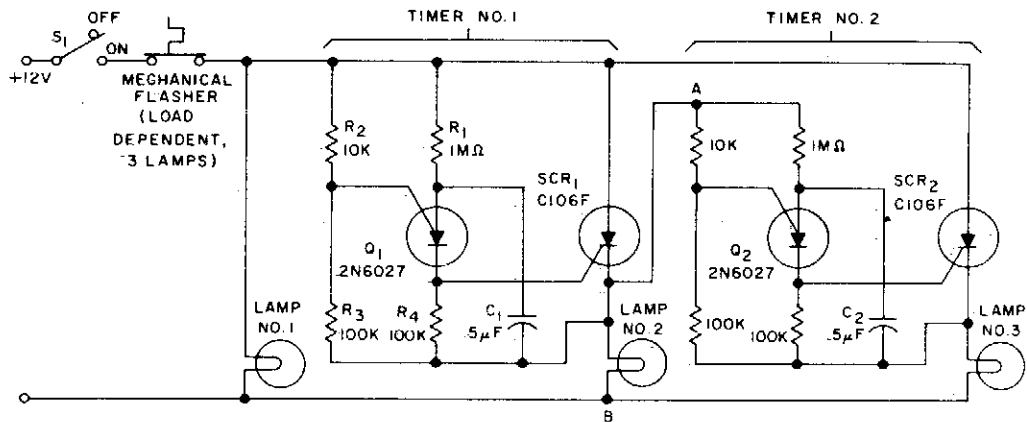 TIMER NO. 1
TIMER NO. 2
OFF
S1
ON
+12V
MECHANICAL
FLASHER
(LOAD
DEPENDENT,
3 LAMPS)
A
R2
10K
R1
1MΩ
10K
1MΩ
SCR1
C106F
SCR2
C106F
Q1
2N6027
Q2
2N6027
LAMP
NO. 1
R3
100K
R4
100K
C1
.5µF
LAMP
NO. 2
100K
100K
C2
.5µF
LAMP
NO. 3
B